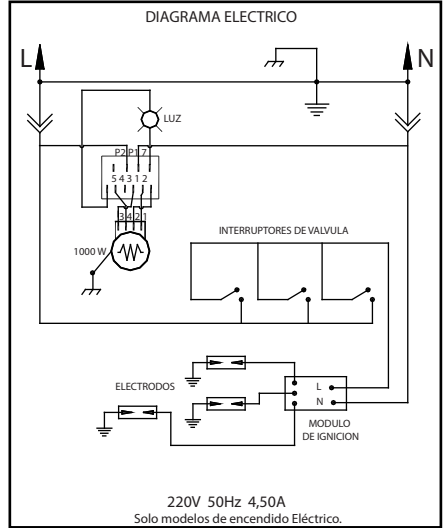 DIAGRAMA ELECTRICO
L
N
LUZ
P2 P1 7
5 4 3 1 2
3 4 2 1
1000 W
INTERRUPTORES DE VALVULA
ELECTRODOS
L
N
MODULO
DE IGNICION
220V 50Hz 4,50A
Solo modelos de encendido Eléctrico.